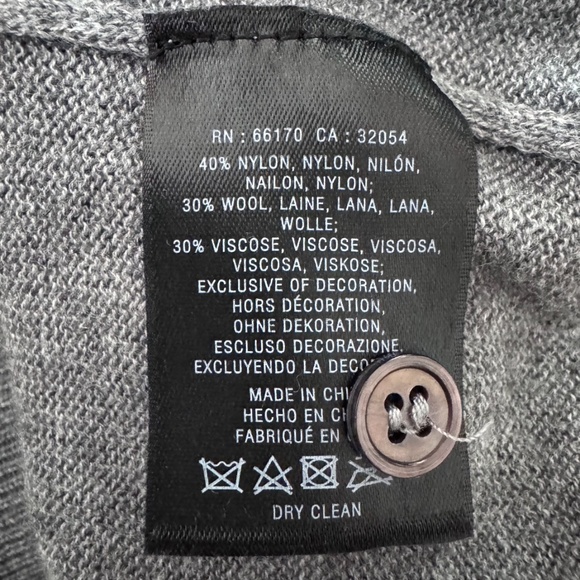 RN : 66170 CA : 32054
40% NYLON, NYLON, NILÓN,
NAILON, NYLON;
30% WOOL, LAINE, LANA, LANA,
WOLLE;
30% VISCOSE, VISCOSE, VISCOSA,
VISCOSA, VISKOSE;
EXCLUSIVE OF DECORATION,
HORS DÉCORATION,
OHNE DEKORATION,
ESCLUSO DECORAZIONE,
EXCLUYENDO LA
MADE IN
HECHO EN
FABRIQUÉ EN
DRY CLEAN